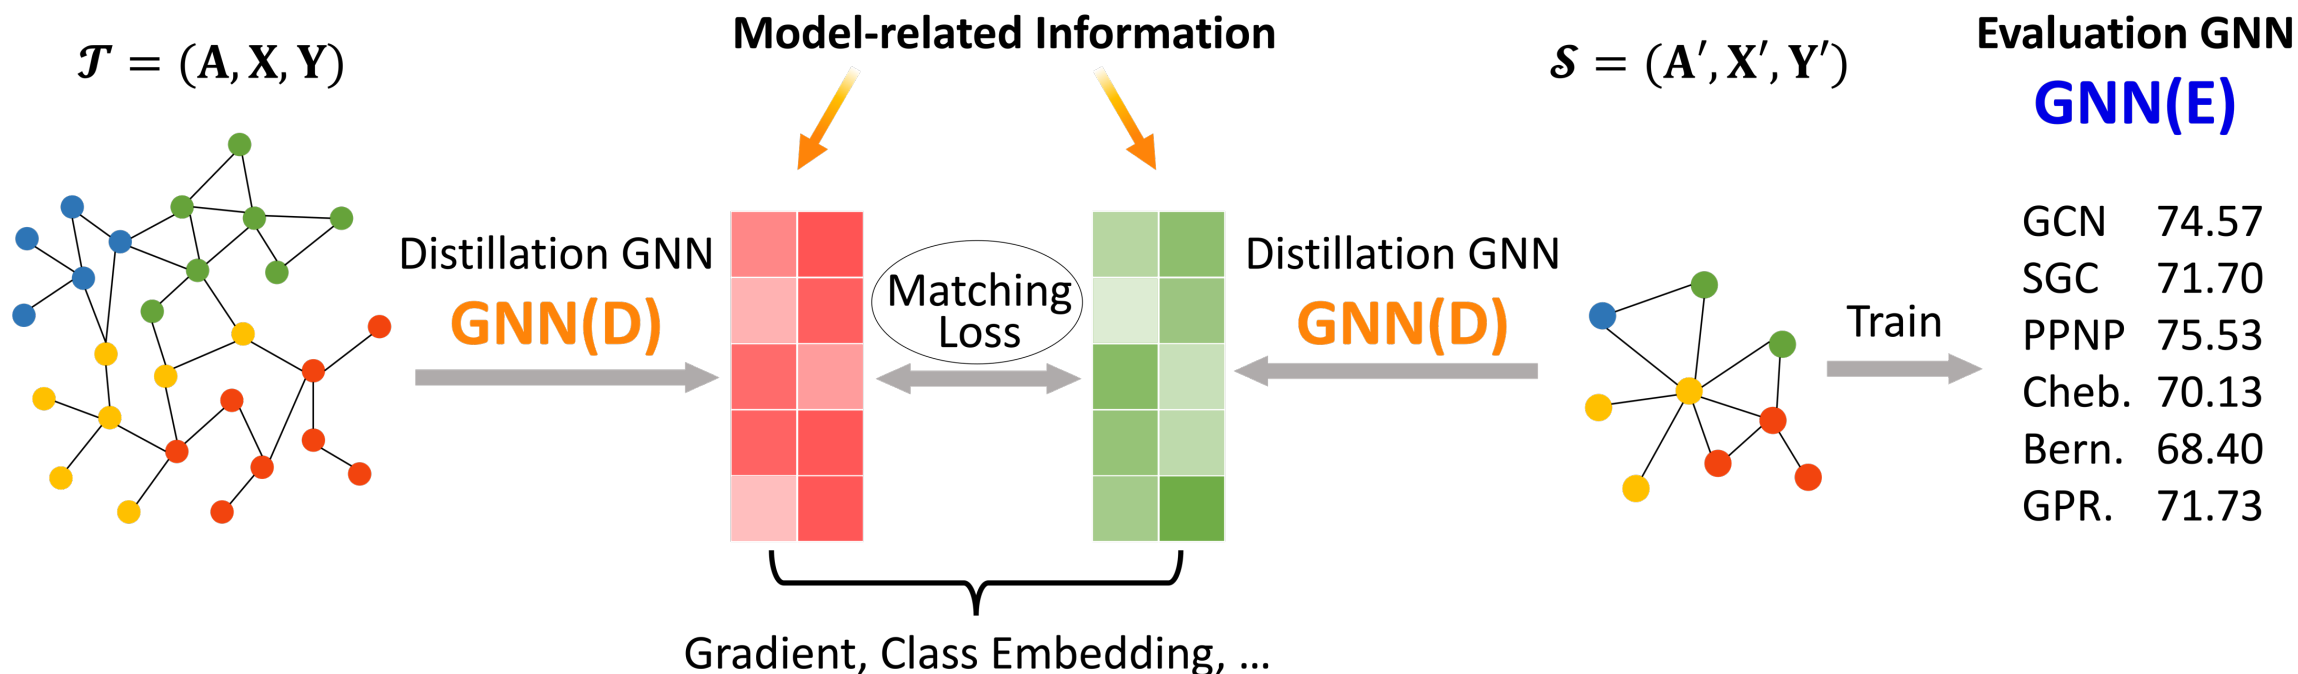 𝒯 = (A, X, Y)
Distillation GNN
GNN(D)
Model-related Information
Matching
Loss
Gradient, Class Embedding, ...
Distillation GNN
GNN(D)
𝒮 = (A′, X′, Y′)
Train
Evaluation GNN
GNN(E)
GCN 74.57
SGC 71.70
PPNP 75.53
Cheb. 70.13
Bern. 68.40
GPR. 71.73